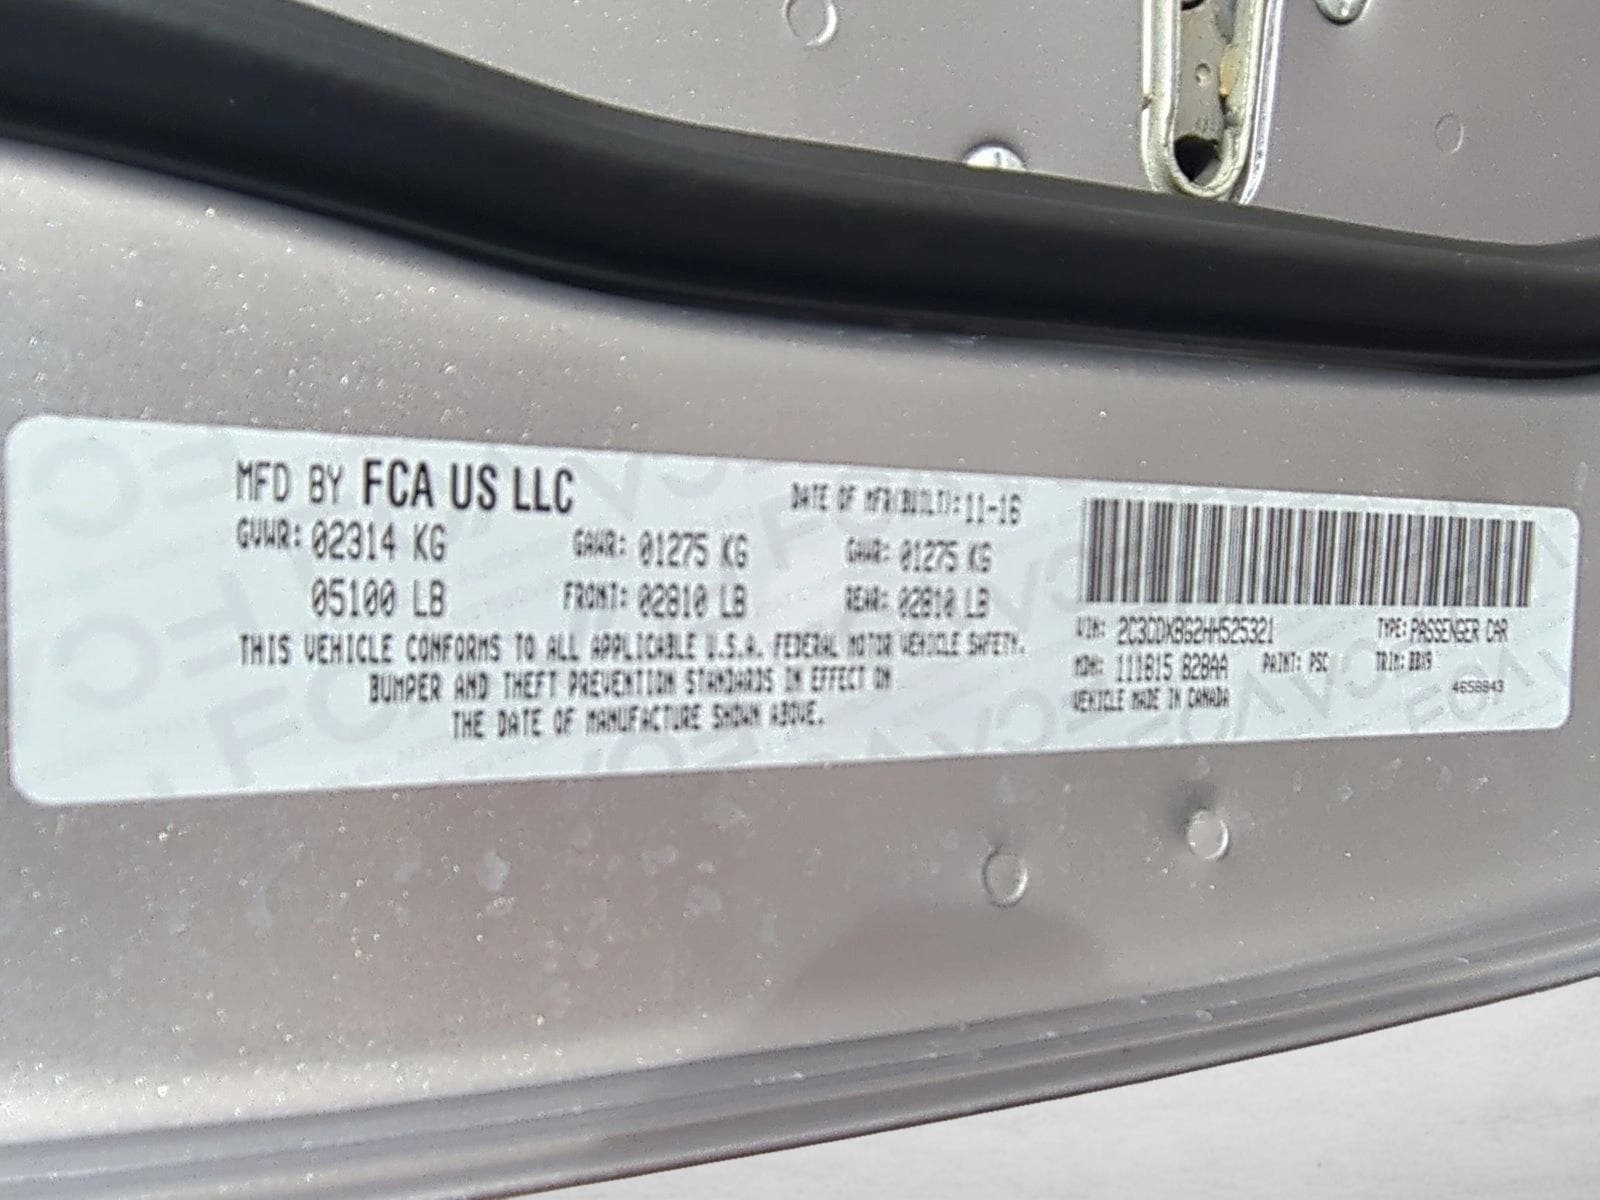 MFD BY FCA US LLC DATE OF MFR(BUILT): 11-16
GVWR: 02314 KG GAWR: 01275 KG GAWR: 01275 KG
05100 LB FRONT: 02810 LB REAR: 02810 LB
THIS VEHICLE CONFORMS TO ALL APPLICABLE U.S.A. FEDERAL MOTOR VEHICLE SAFETY,
BUMPER AND THEFT PREVENTION STANDARDS IN EFFECT ON
THE DATE OF MANUFACTURE SHOWN ABOVE.
VIN: 2C3CDXBG2HH525321 TYPE: PASSENGER CAR
MDH: 111815 PAINT: PSC TRIM:
VEHICLE MADE IN CANADA 4658843